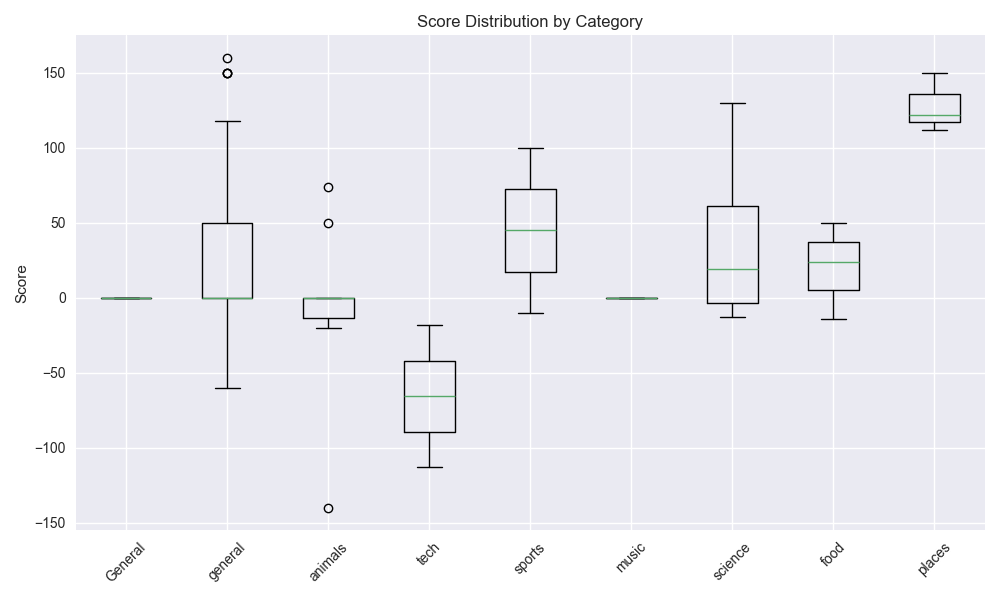 Score Distribution by Category
Score
150
100
50
0
−50
−100
−150
General
general
animals
tech
sports
music
science
food
places